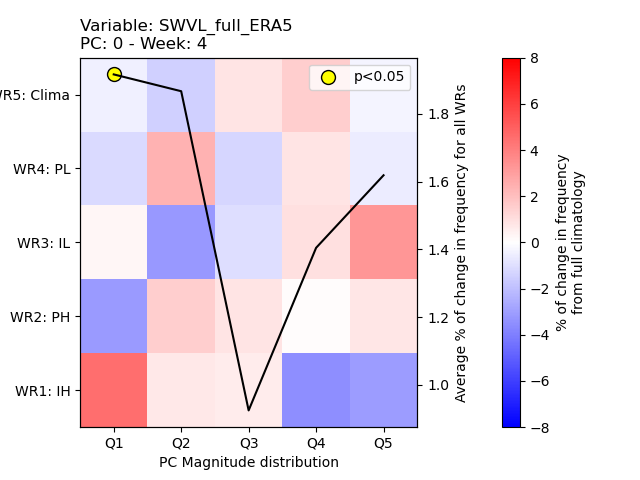 Variable: SWVL_full_ERA5
PC: 0 - Week: 4
p<0.05
WR5: Clima
WR4: PL
WR3: IL
WR2: PH
WR1: IH
Q1 Q2 Q3 Q4 Q5
PC Magnitude distribution
1.8
1.6
1.4
1.2
1.0
Average % of change in frequency for all WRs
8
6
4
2
0
−2
−4
−6
−8
% of change in frequency
from full climatology